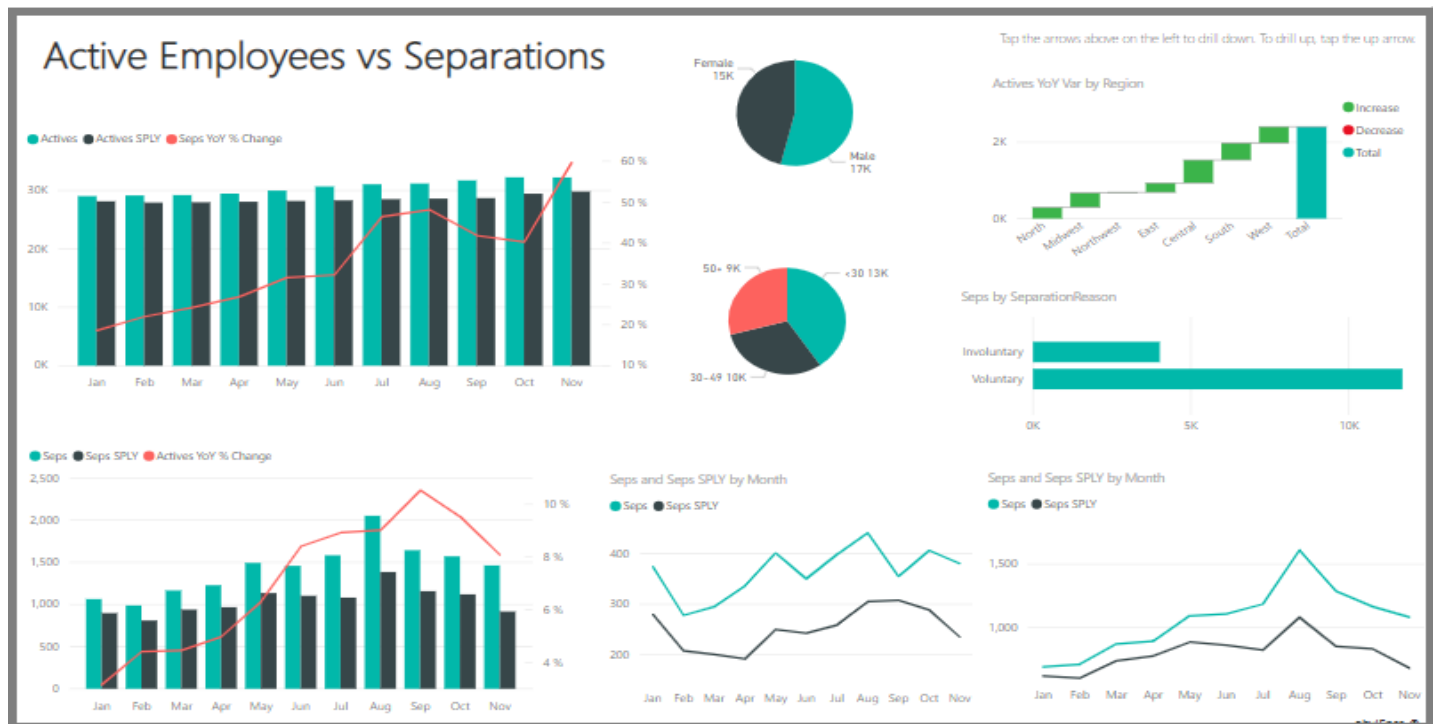 Active Employees vs Separations
Tap the arrows above on the left to drill down. To drill up, tap the up arrow.
Actives Actives SPLY Seps YoY % Change
30K
20K
10K
0K
60 %
50 %
40 %
30 %
20 %
10 %
Jan Feb Mar Apr May Jun Jul Aug Sep Oct Nov
Female
15K
Male
17K
50+ 9K
<30 13K
30-49 10K
Actives YoY Var by Region
Increase
Decrease
Total
2K
0K
North Midwest Northwest East Central South West Total
Seps by SeparationReason
Involuntary
Voluntary
0K 5K 10K
Seps Seps SPLY Actives YoY % Change
2,500
2,000
1,500
1,000
500
0
10 %
8 %
6 %
4 %
Jan Feb Mar Apr May Jun Jul Aug Sep Oct Nov
Seps and Seps SPLY by Month
Seps Seps SPLY
400
300
200
Jan Feb Mar Apr May Jun Jul Aug Sep Oct Nov
Seps and Seps SPLY by Month
Seps Seps SPLY
1,500
1,000
Jan Feb Mar Apr May Jun Jul Aug Sep Oct Nov